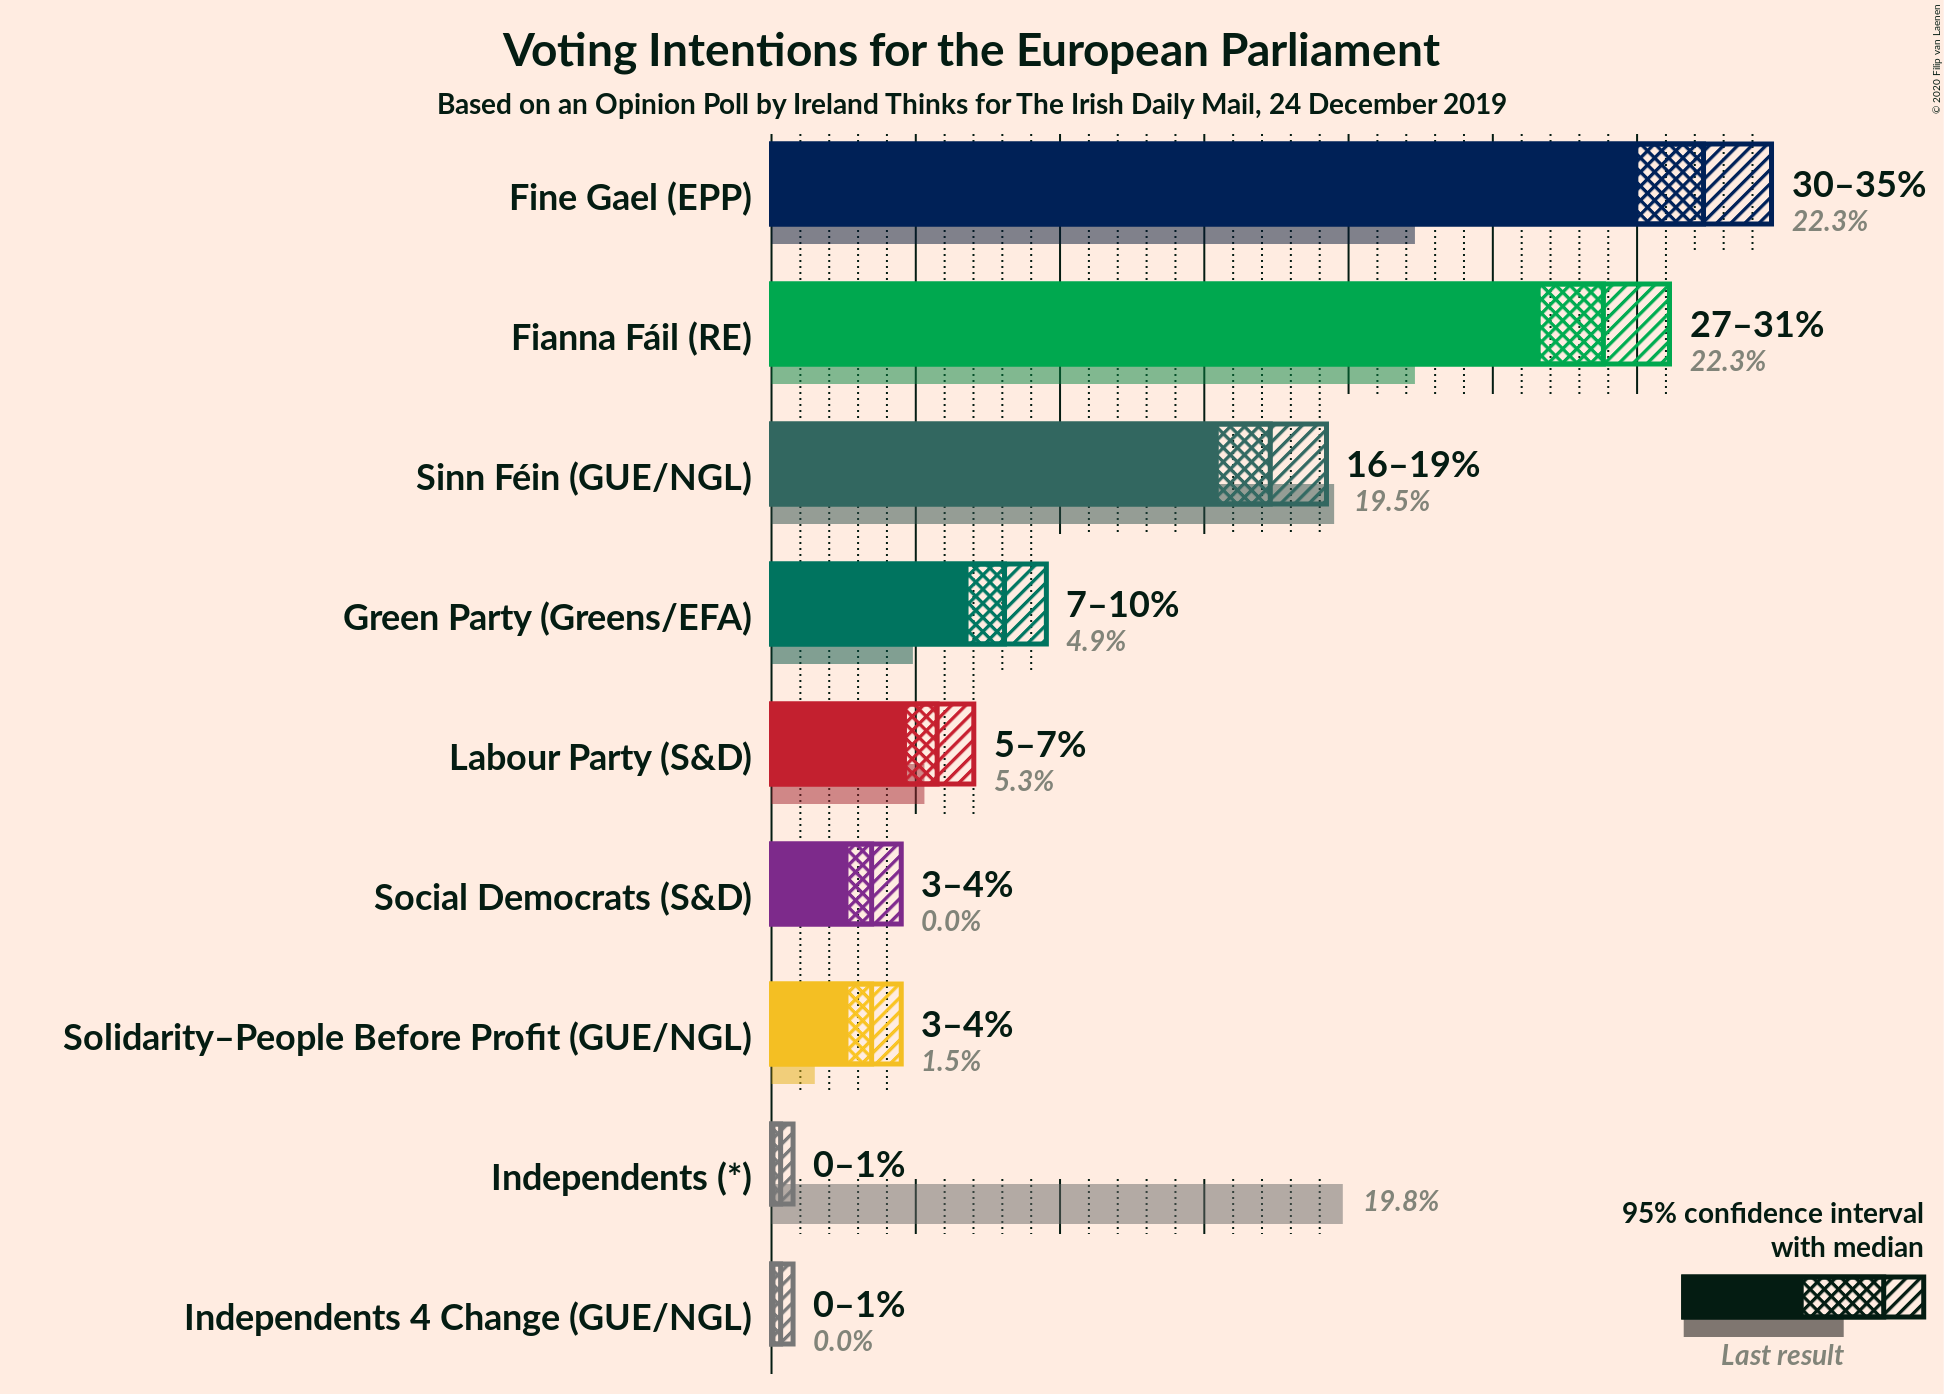 Voting Intentions for the European Parliament
Based on an Opinion Poll by Ireland Thinks for The Irish Daily Mail, 24 December 2019
© 2020 Filip van Laenen
Fine Gael (EPP)
30–35%
22.3%
Fianna Fáil (RE)
27–31%
22.3%
Sinn Féin (GUE/NGL)
16–19%
19.5%
Green Party (Greens/EFA)
7–10%
4.9%
Labour Party (S&D)
5–7%
5.3%
Social Democrats (S&D)
3–4%
0.0%
Solidarity–People Before Profit (GUE/NGL)
3–4%
1.5%
Independents (*)
0–1%
19.8%
Independents 4 Change (GUE/NGL)
0–1%
0.0%
95% confidence interval
with median
Last result